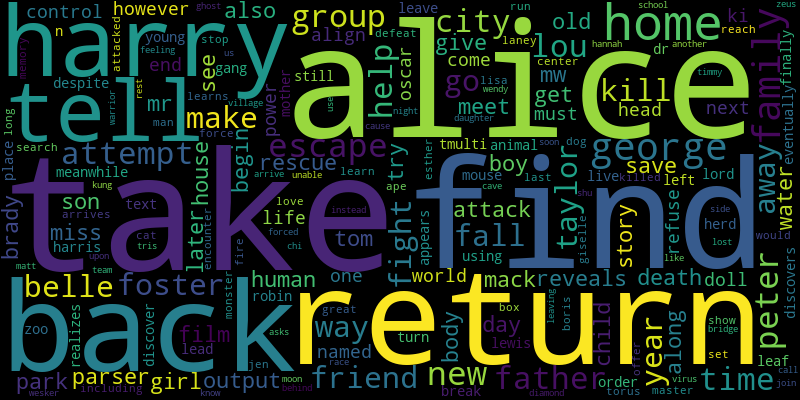 control
however
ghost
also
group
city
leave
run
school
zeus
harry
alice
home
ki
reach
n
attacked
young
stop
us
align
defeat
old
laney
hannah
another
memory
feeling
end
see
gang
still
help
oscar
give
come
lou
center
dr
timmy
family
finally
despite
learns
go
lisa
mw
kill
tell
mr
make
power
mother
meet
get
must
head
next
long
warrior
rest
village
use
wendy
night
daughter
man
force
cause
tmulti
animal
soon
dog
eventually
search
attempt
house
begin
escape
try
esther
boy
george
place
meanwhile
rescue
mouse
last
live
killed
save
lord
away
water
kung
arrive
unable
learn
ape
cave
shu
left
son
arrives
text
later
love
instead
taylor
refuse
side
brady
miss
cat
encounter
life
attack
story
herd
take
find
harris
tris
forced
tom
fight
appears
fall
giselle
lost
upon
fire
chi
using
like
would
matt
team
belle
foster
human
one
world
mack
reveals
death
doll
peter
discovers
back
return
monster
robin
way
body
box
day
child
year
along
show
bridge
zoo
realizes
discover
film
great
named
turn
lewis
boris
leaving
set
lead
asks
race
leaf
call
park
parser
girl
output
jen
moon
friend
new
father
offer
order
virus
time
join
wesker
including
know
behind
break
diamond
torus
master